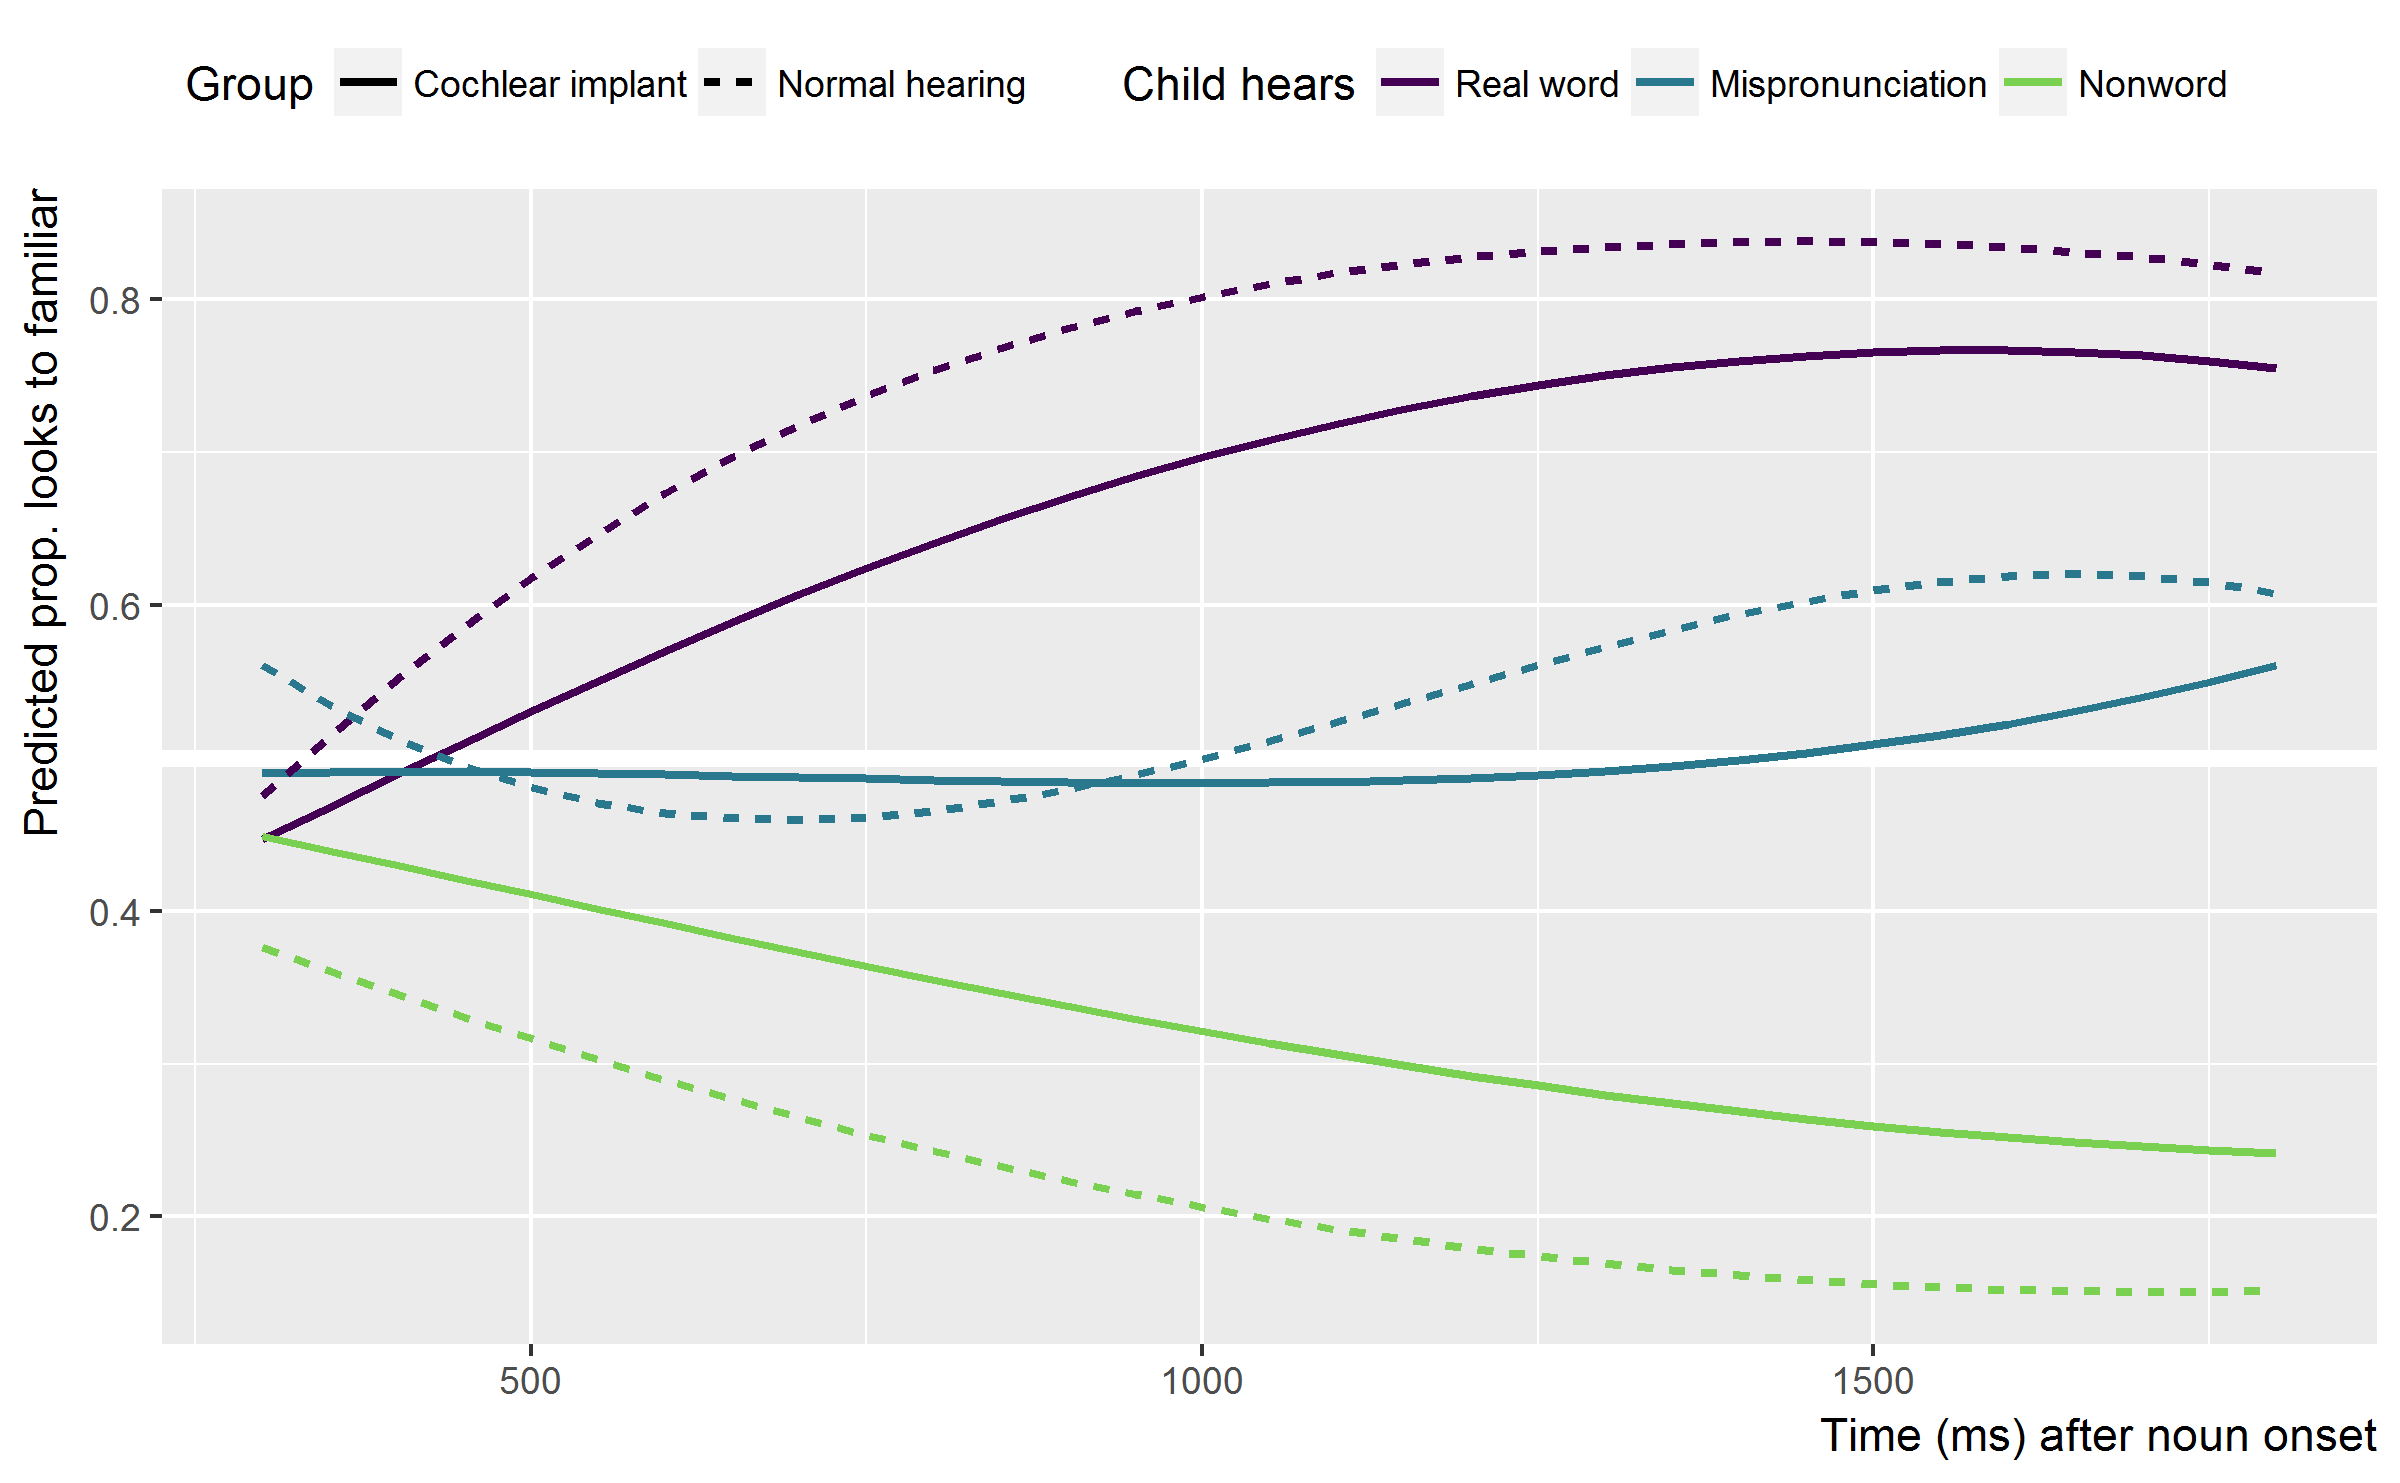 Group Cochlear implant Normal hearing Child hears Real word Mispronunciation Nonword
Predicted prop. looks to familiar
0.8
0.6
0.4
0.2
500 1000 1500
Time (ms) after noun onset